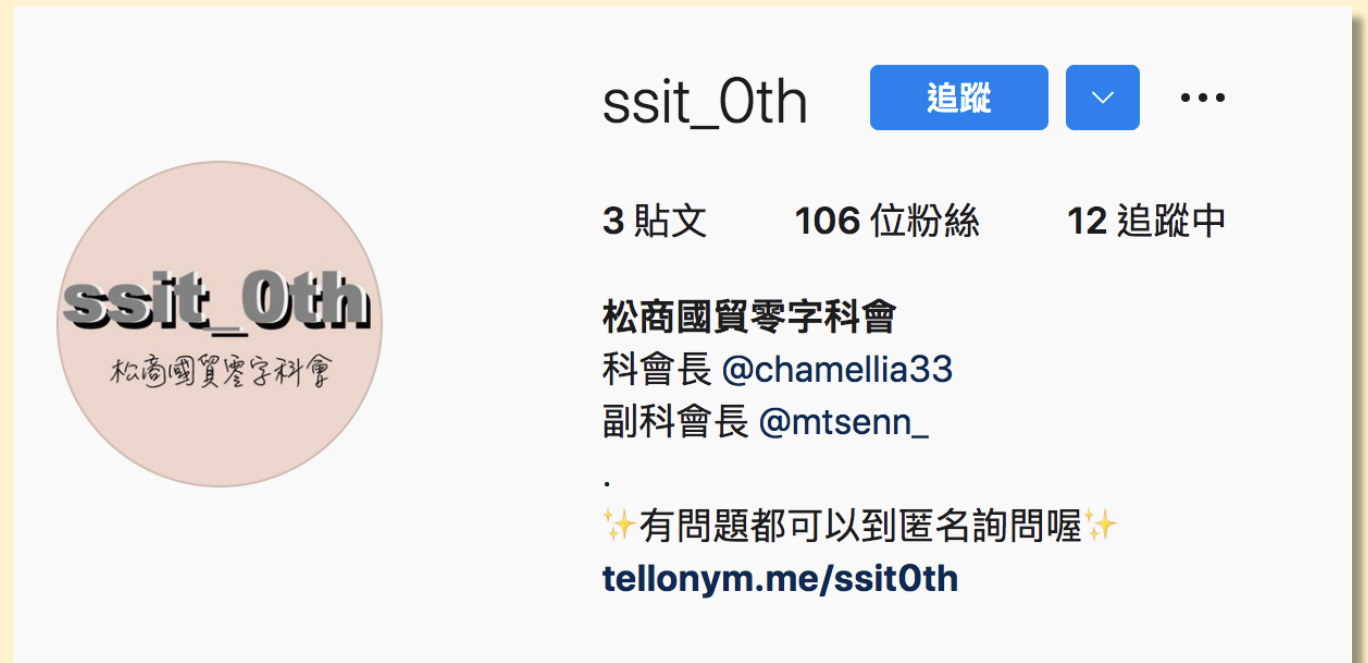 ssit_0th 追蹤
3 貼文 106 位粉絲 12 追蹤中
ssit_0th
松商國貿零字科會
松商國貿零字科會
科會長 @chamellia33
副科會長 @mtsenn_
.
✨有問題都可以到匿名詢問喔✨
tellonym.me/ssit0th